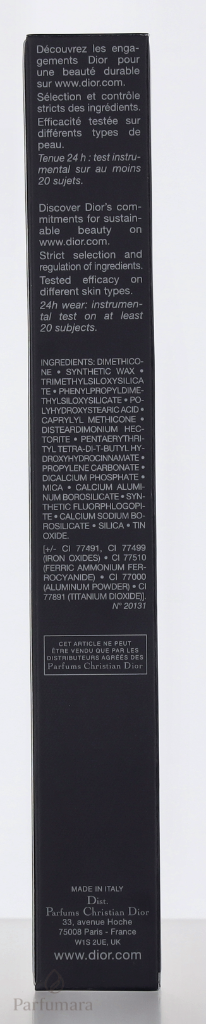 Découvrez les enga-
gements Dior pour
une beauté durable
sur www.dior.com.
Sélection et contrôle
stricts des ingrédients.
Efficacité testée sur
différents types de
peau.
Tenue 24 h : test instru-
mental sur au moins
20 sujets.
Discover Dior's com-
mitments for sustain-
able beauty on
www.dior.com.
Strict selection and
regulation of ingredients.
Tested efficacy on
different skin types.
24h wear: instrumen-
tal test on at least
20 subjects.
INGREDIENTS: DIMETHICO-
NE • SYNTHETIC WAX •
TRIMETHYLSILOXYSILICA
TE • PHENYLPROPYLDIME-
THYLSILOXYSILICATE • PO-
LYHYDROXYSTEARIC ACID •
CAPRYLYL METHICONE •
DISTEARDIMONIUM HEC-
TORITE • PENTAERYTHRI-
TYL TETRA-DI-T-BUTYL HY-
DROXYHYDROCINNAMATE •
PROPYLENE CARBONATE •
DICALCIUM PHOSPHATE •
MICA • CALCIUM ALUMI-
NUM BOROSILICATE • SYN-
THETIC FLUORPHLOGOPI-
TE • CALCIUM SODIUM BO-
ROSILICATE • SILICA • TIN
OXIDE.
[+/- CI 77491, CI 77499
(IRON OXIDES) • CI 77510
(FERRIC AMMONIUM FER-
ROCYANIDE) • CI 77000
(ALUMINUM POWDER) • CI
77891 (TITANIUM DIOXIDE)].
N° 20131
CET ARTICLE NE PEUT
ÊTRE VENDU QUE PAR LES
DISTRIBUTEURS AGRÉÉS DES
Parfums Christian Dior
MADE IN ITALY
Dist.
Parfums Christian Dior
33, avenue Hoche
75008 Paris - France
W1S 2UE, UK
www.dior.com
Parfumara